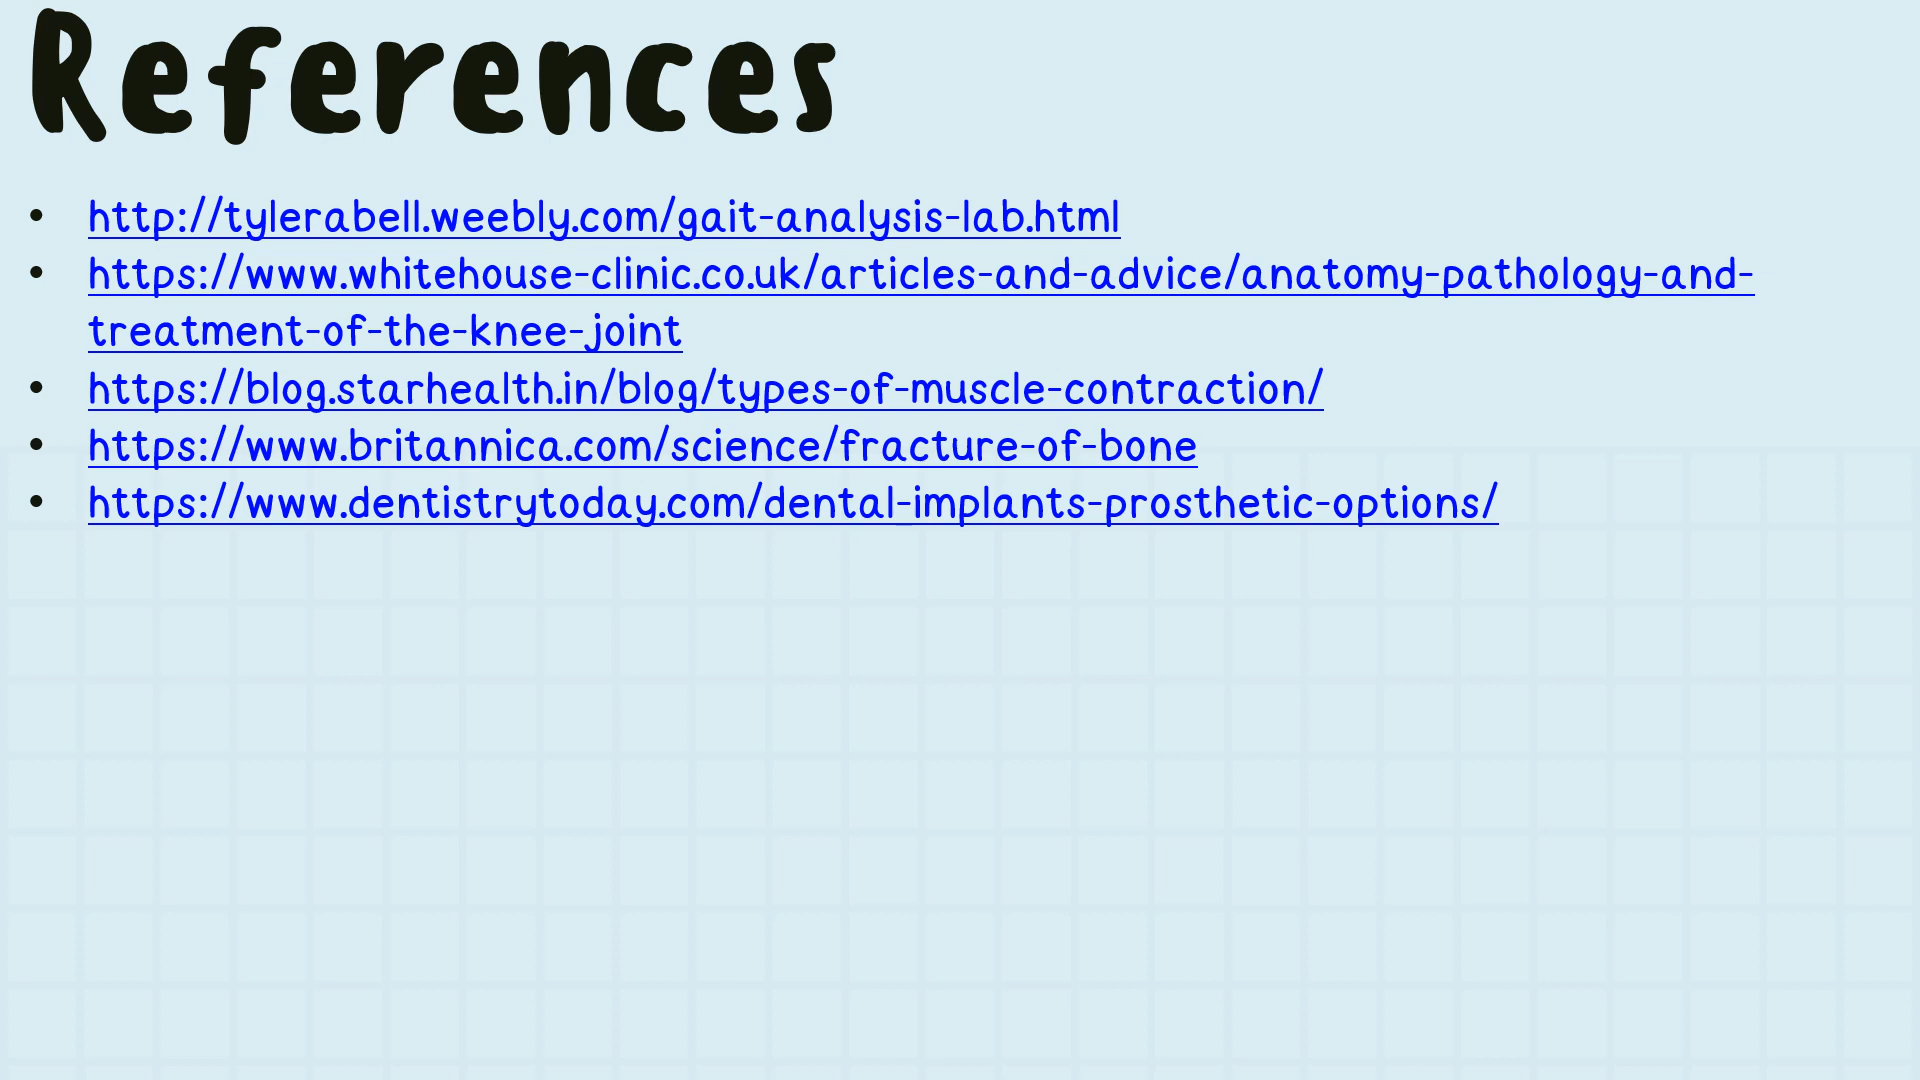 References
• http://tylerabell.weebly.com/gait-analysis-lab.html
• https://www.whitehouse-clinic.co.uk/articles-and-advice/anatomy-pathology-and-
treatment-of-the-knee-joint
• https://blog.starhealth.in/blog/types-of-muscle-contraction/
• https://www.britannica.com/science/fracture-of-bone
• https://www.dentistrytoday.com/dental-implants-prosthetic-options/